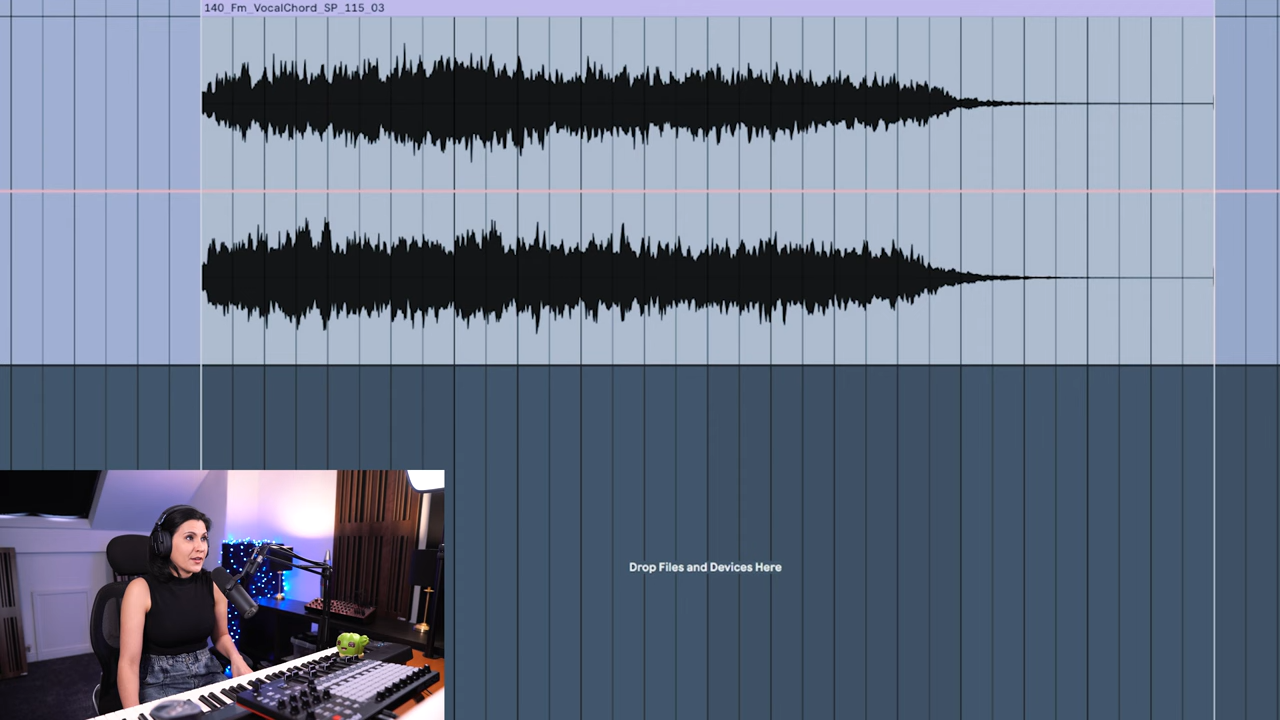 140_Fm_VocalChord_SP_115_03
Drop Files and Devices Here